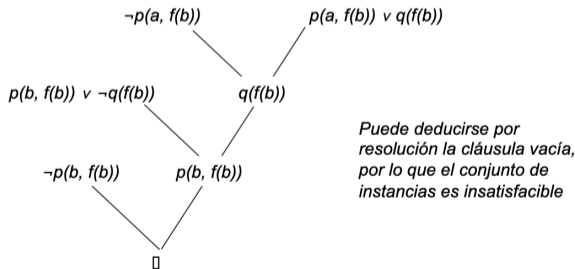 ¬p(a, f(b))    p(a, f(b)) v q(f(b))
p(b, f(b)) v ¬q(f(b))    q(f(b))
Puede deducirse por
resolución la cláusula vacía,
por lo que el conjunto de
instancias es insatisfacible
¬p(b, f(b))    p(b, f(b))
▯